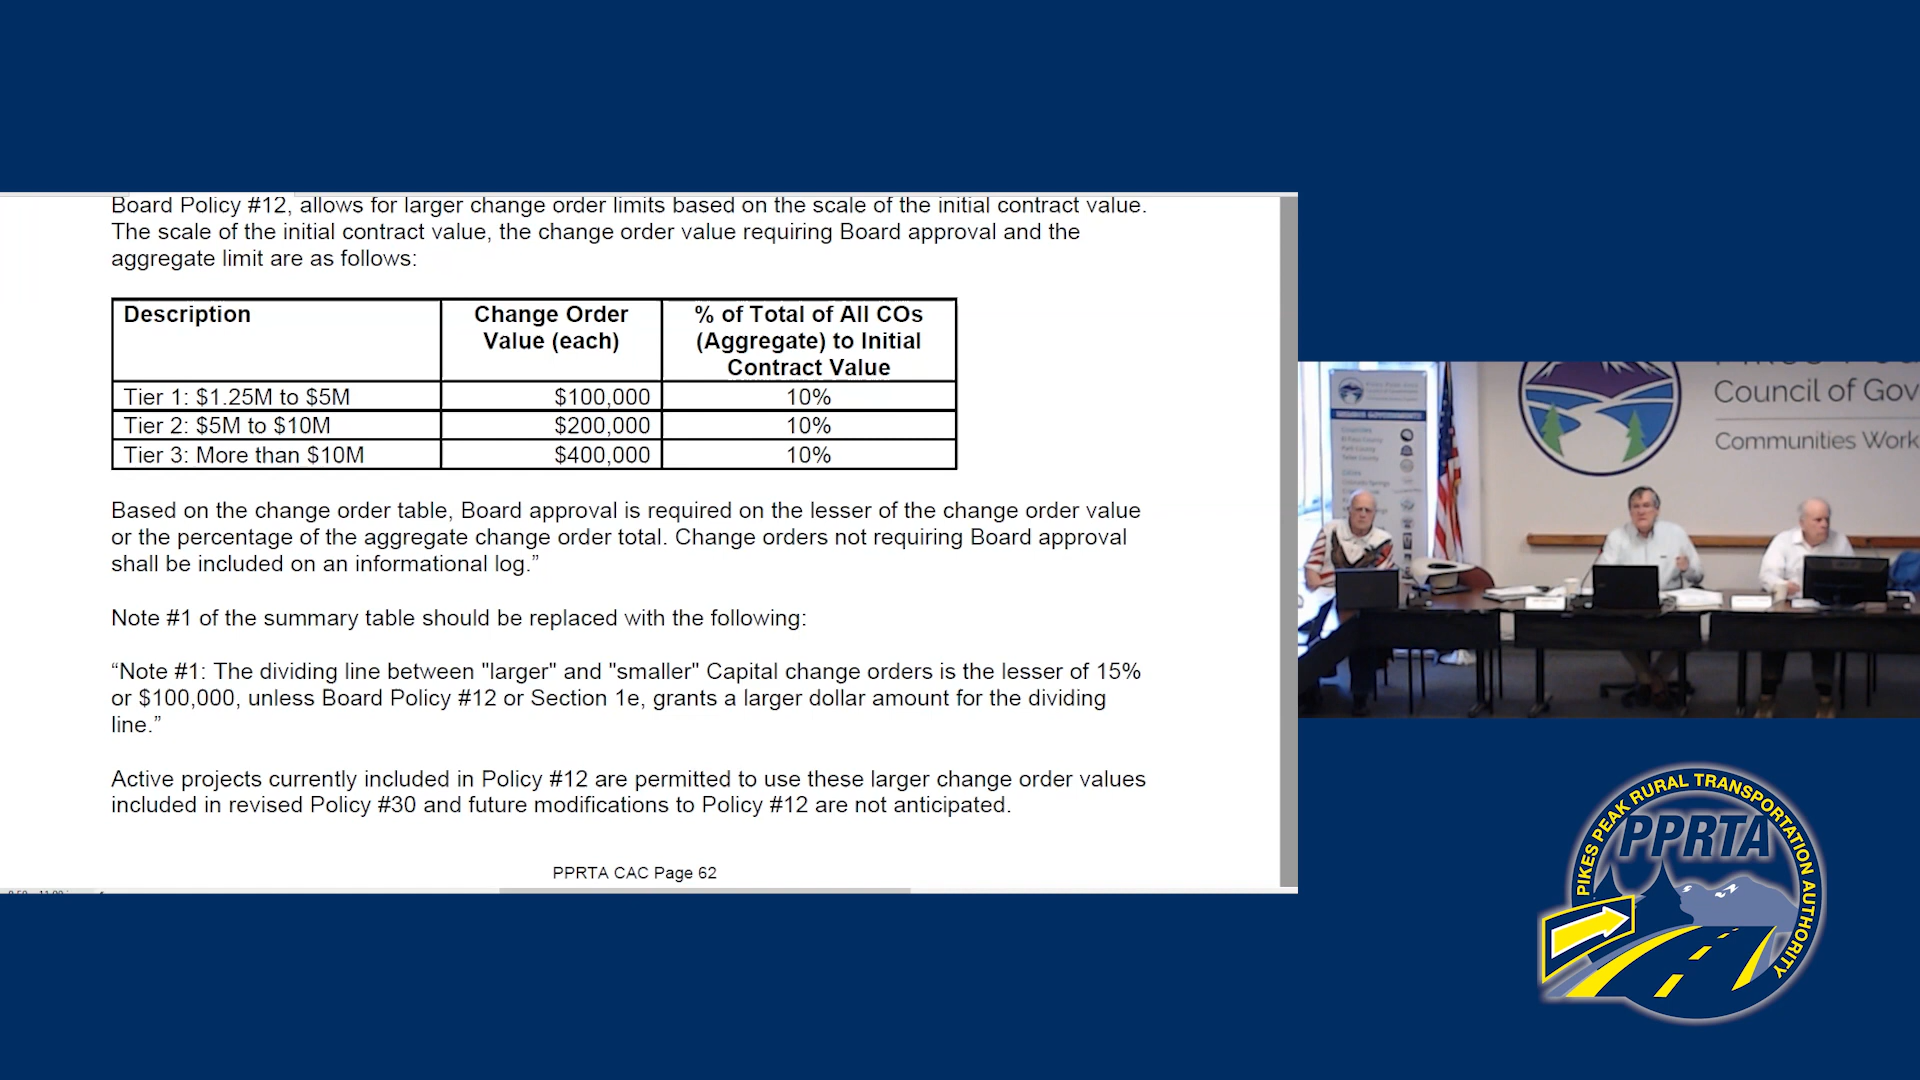 Board Policy #12, allows for larger change order limits based on the scale of the initial contract value.
The scale of the initial contract value, the change order value requiring Board approval and the
aggregate limit are as follows:
Description
Change Order
Value (each)
% of Total of All COs
(Aggregate) to Initial
Contract Value
Tier 1: $1.25M to $5M
$100,000
10%
Tier 2: $5M to $10M
$200,000
10%
Tier 3: More than $10M
$400,000
10%
Based on the change order table, Board approval is required on the lesser of the change order value
or the percentage of the aggregate change order total. Change orders not requiring Board approval
shall be included on an informational log.”
Note #1 of the summary table should be replaced with the following:
“Note #1: The dividing line between "larger" and "smaller" Capital change orders is the lesser of 15%
or $100,000, unless Board Policy #12 or Section 1e, grants a larger dollar amount for the dividing
line.”
Active projects currently included in Policy #12 are permitted to use these larger change order values
included in revised Policy #30 and future modifications to Policy #12 are not anticipated.
PPRTA CAC Page 62
Council of Gov
Communities Work
PIKES PEAK RURAL TRANSPORTATION AUTHORITY
PPRTA